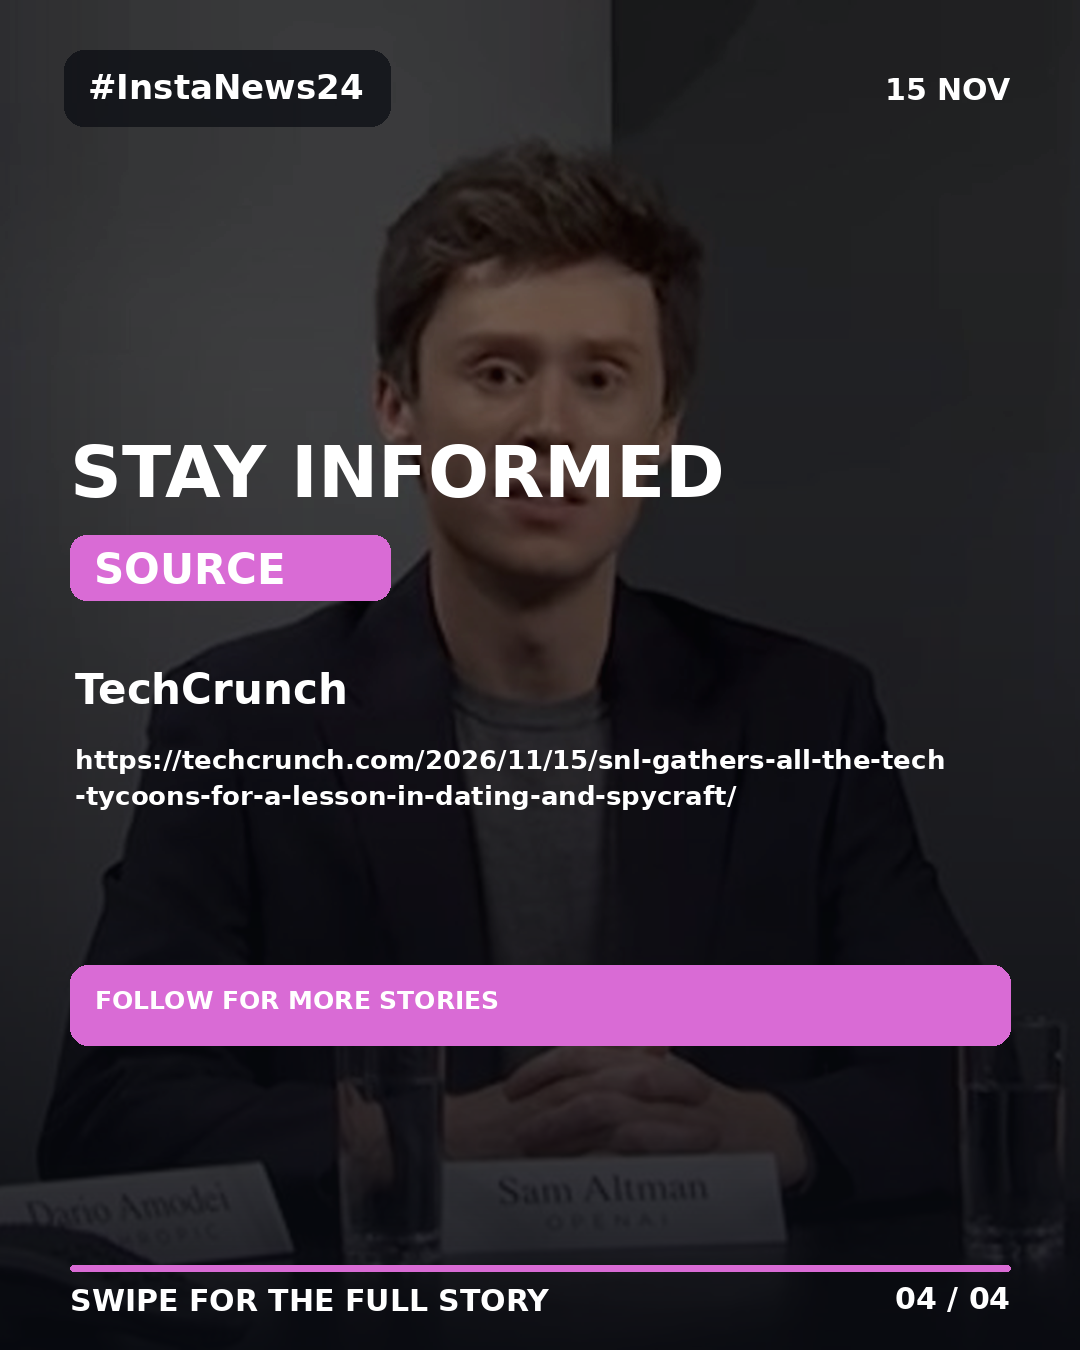 #InstaNews24
15 NOV
STAY INFORMED
SOURCE
TechCrunch
https://techcrunch.com/2026/11/15/snl-gathers-all-the-tech
-tycoons-for-a-lesson-in-dating-and-spycraft/
FOLLOW FOR MORE STORIES
Dario Amodei
Sam Altman
OPENAI
SWIPE FOR THE FULL STORY
04 / 04